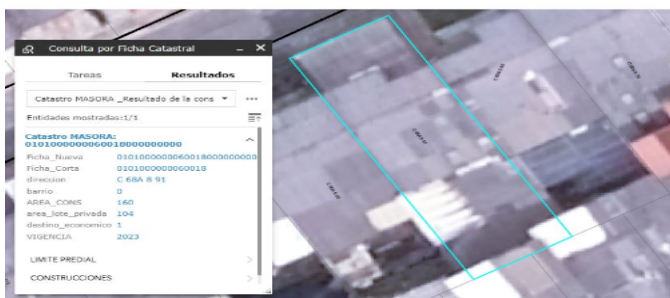 Consulta por Ficha Catastral
Tareas Resultados
Catastro MASORA _Resultado de la cons
Entidades mostradas:1/1
Catastro MASORA:
Ficha_Nueva
Ficha_Corta 0101000000060018
direccion C 68A 8 91
barrio 0
AREA_CONS 160
area_lote_privada 104
destino_economico 1
VIGENCIA 2023
LIMITE PREDIAL
CONSTRUCCIONES